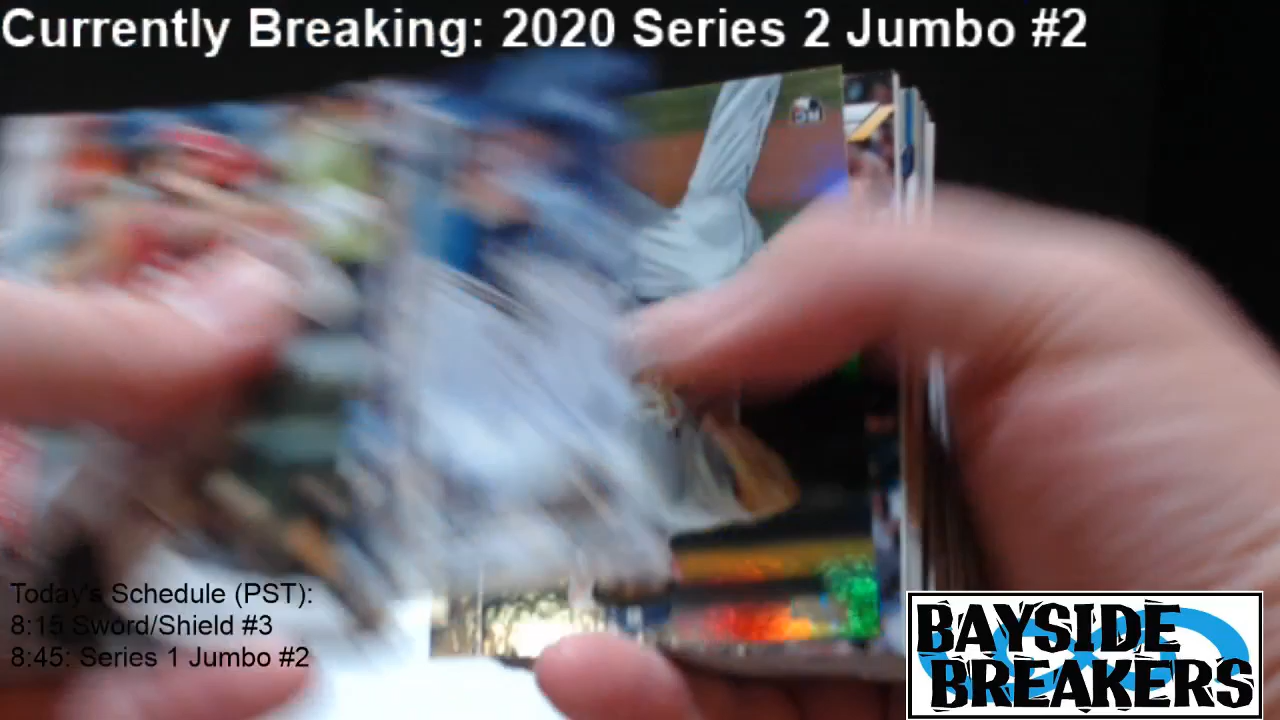 Currently Breaking: 2020 Series 2 Jumbo #2
Today's Schedule (PST):
8:15 Sword/Shield #3
8:45: Series 1 Jumbo #2
BAYSIDE
BREAKERS